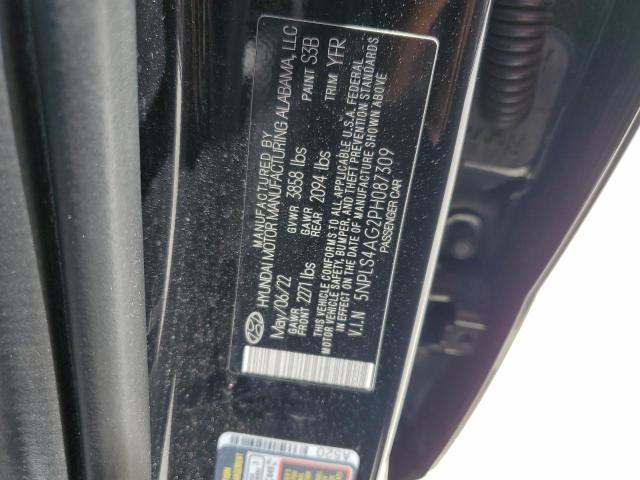 MANUFACTURED BY
HYUNDAI MOTOR MANUFACTURING ALABAMA, LLC
May/06/22 GVWR 3858 lbs PAINT S3B
GAWR FRONT 2271 lbs GAWR REAR 2094 lbs TRIM YFR
THIS VEHICLE CONFORMS TO ALL APPLICABLE U.S.A. FEDERAL
MOTOR VEHICLE SAFETY, BUMPER, AND THEFT PREVENTION STANDARDS
IN EFFECT ON THE DATE OF MANUFACTURE SHOWN ABOVE
V.I.N 5NPLS4AG2PH087309
PASSENGER CAR
A520